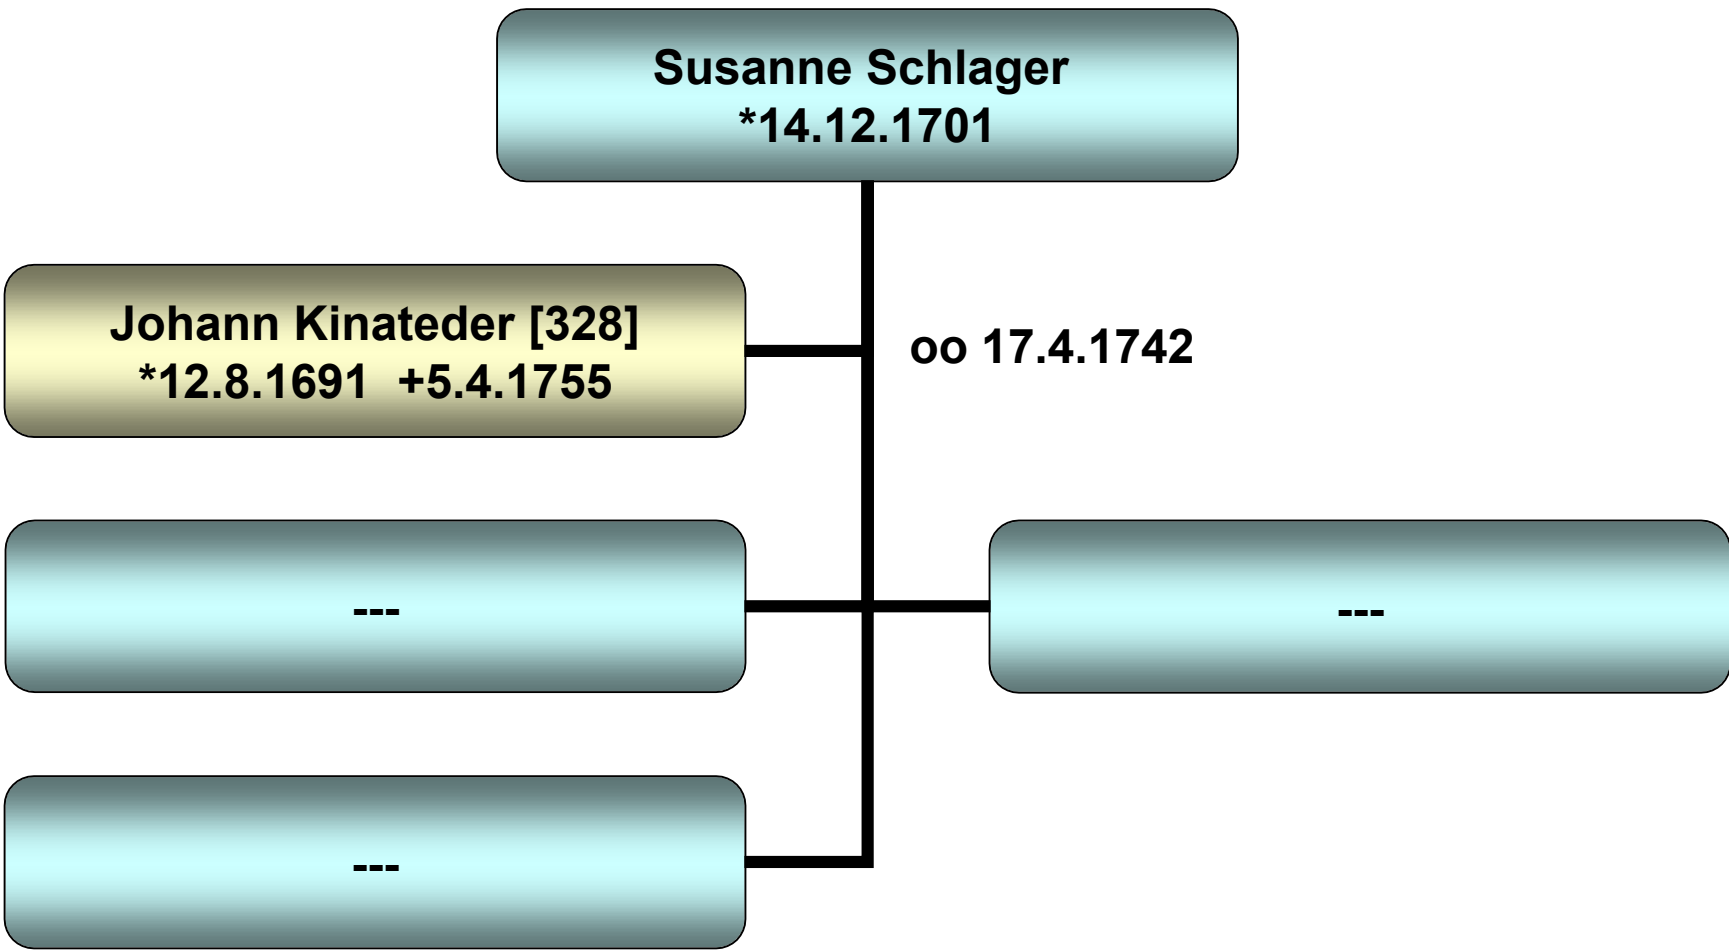 Susanne Schlager
*14.12.1701
Johann Kinateder [328]
*12.8.1691 +5.4.1755
oo 17.4.1742
---
---
---